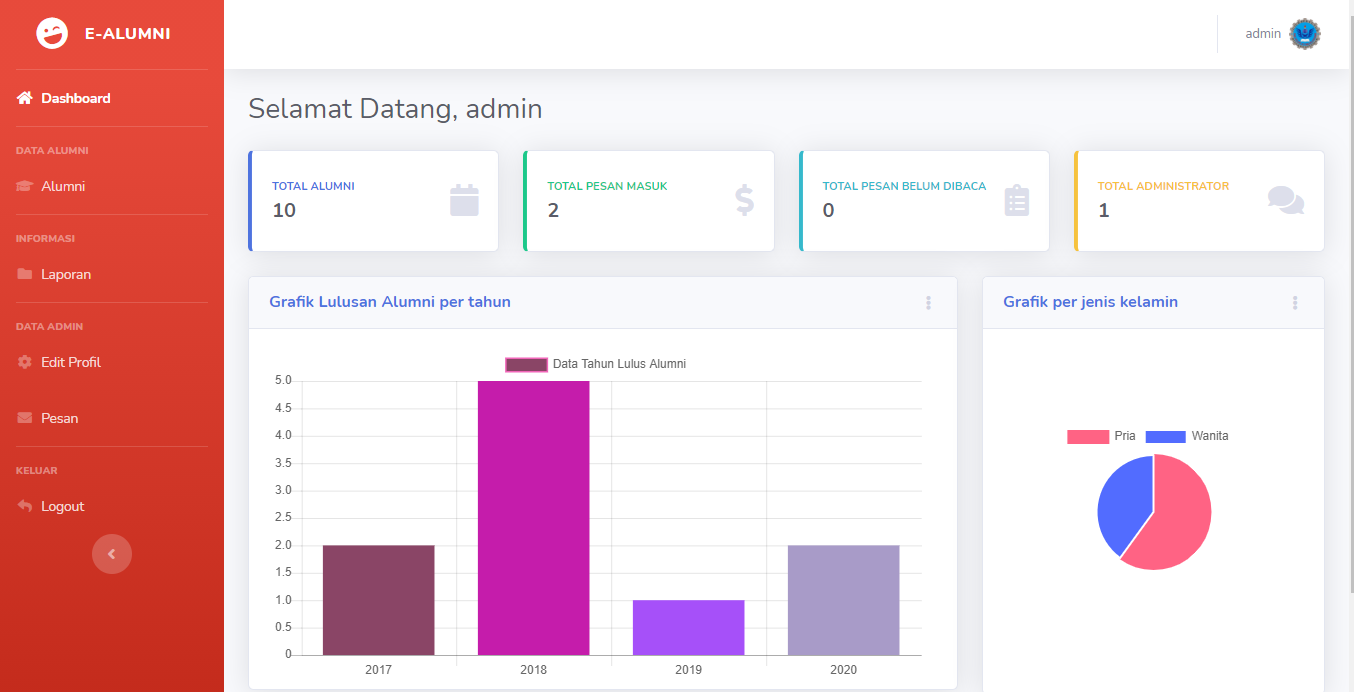 E-ALUMNI
admin
Dashboard
DATA ALUMNI
Alumni
INFORMASI
Laporan
DATA ADMIN
Edit Profil
Pesan
KELUAR
Logout
Selamat Datang, admin
TOTAL ALUMNI
10
TOTAL PESAN MASUK
2
TOTAL PESAN BELUM DIBACA
0
TOTAL ADMINISTRATOR
1
Grafik Lulusan Alumni per tahun
Data Tahun Lulus Alumni
5.0
4.5
4.0
3.5
3.0
2.5
2.0
1.5
1.0
0.5
0
2017 2018 2019 2020
Grafik per jenis kelamin
Pria Wanita